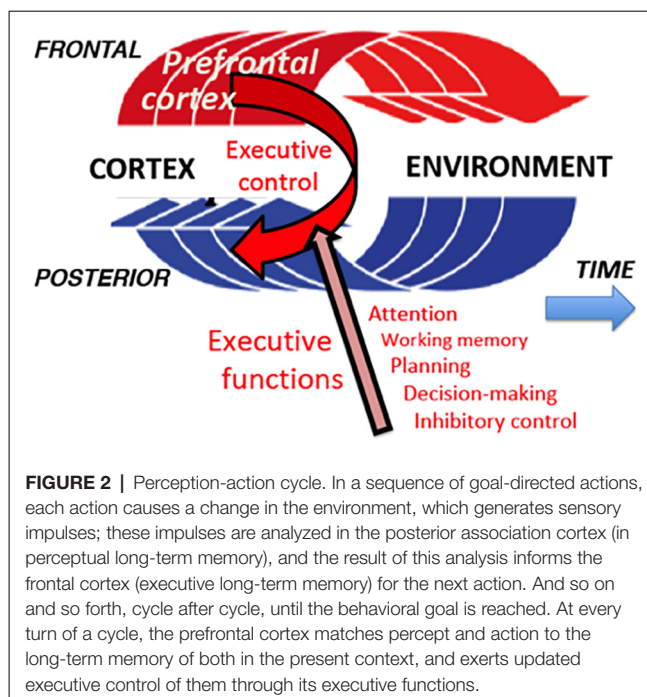 FRONTAL
Prefrontal
cortex
Executive
control
CORTEX
ENVIRONMENT
POSTERIOR
TIME
Executive
functions
Attention
Working memory
Planning
Decision-making
Inhibitory control
FIGURE 2 | Perception-action cycle. In a sequence of goal-directed actions,
each action causes a change in the environment, which generates sensory
impulses; these impulses are analyzed in the posterior association cortex (in
perceptual long-term memory), and the result of this analysis informs the
frontal cortex (executive long-term memory) for the next action. And so on
and so forth, cycle after cycle, until the behavioral goal is reached. At every
turn of a cycle, the prefrontal cortex matches percept and action to the
long-term memory of both in the present context, and exerts updated
executive control of them through its executive functions.